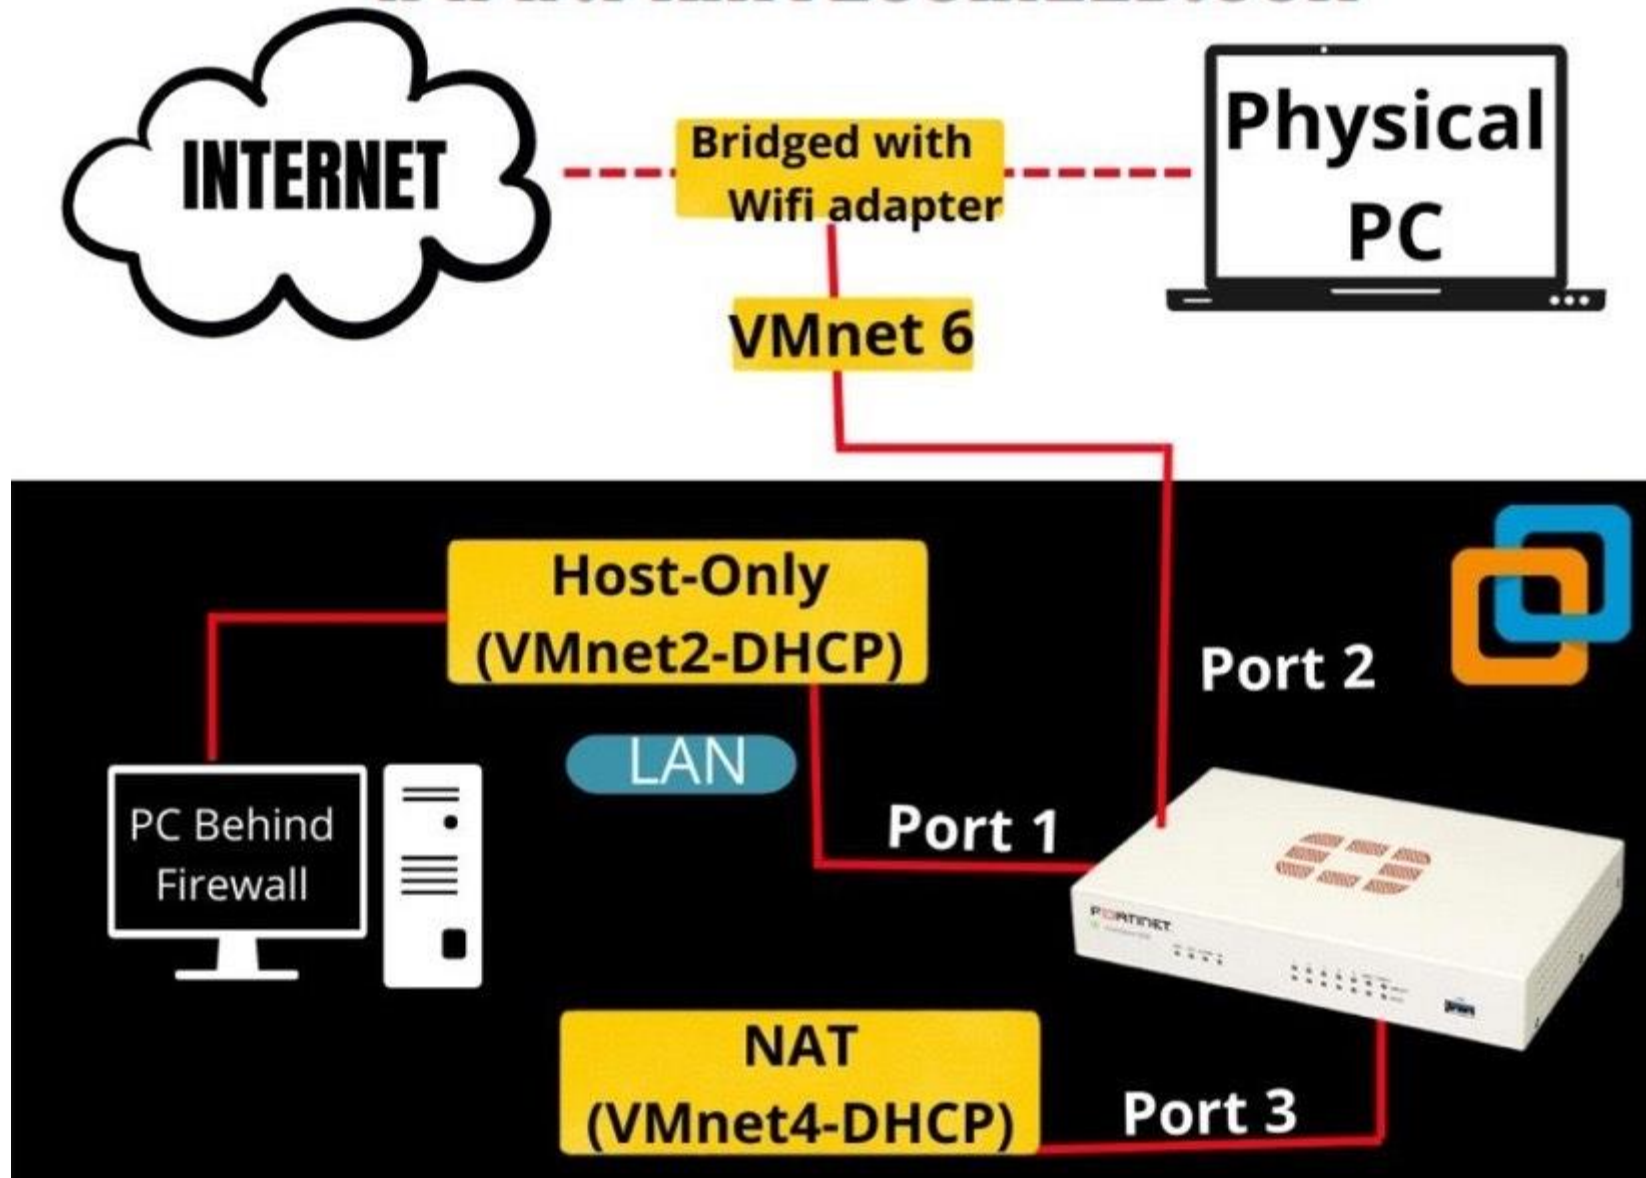 INTERNET
Bridged with
Wifi adapter
Physical
PC
VMnet 6
Host-Only
(VMnet2-DHCP)
Port 2
LAN
Port 1
PC Behind
Firewall
FORTINET
NAT
(VMnet4-DHCP)
Port 3